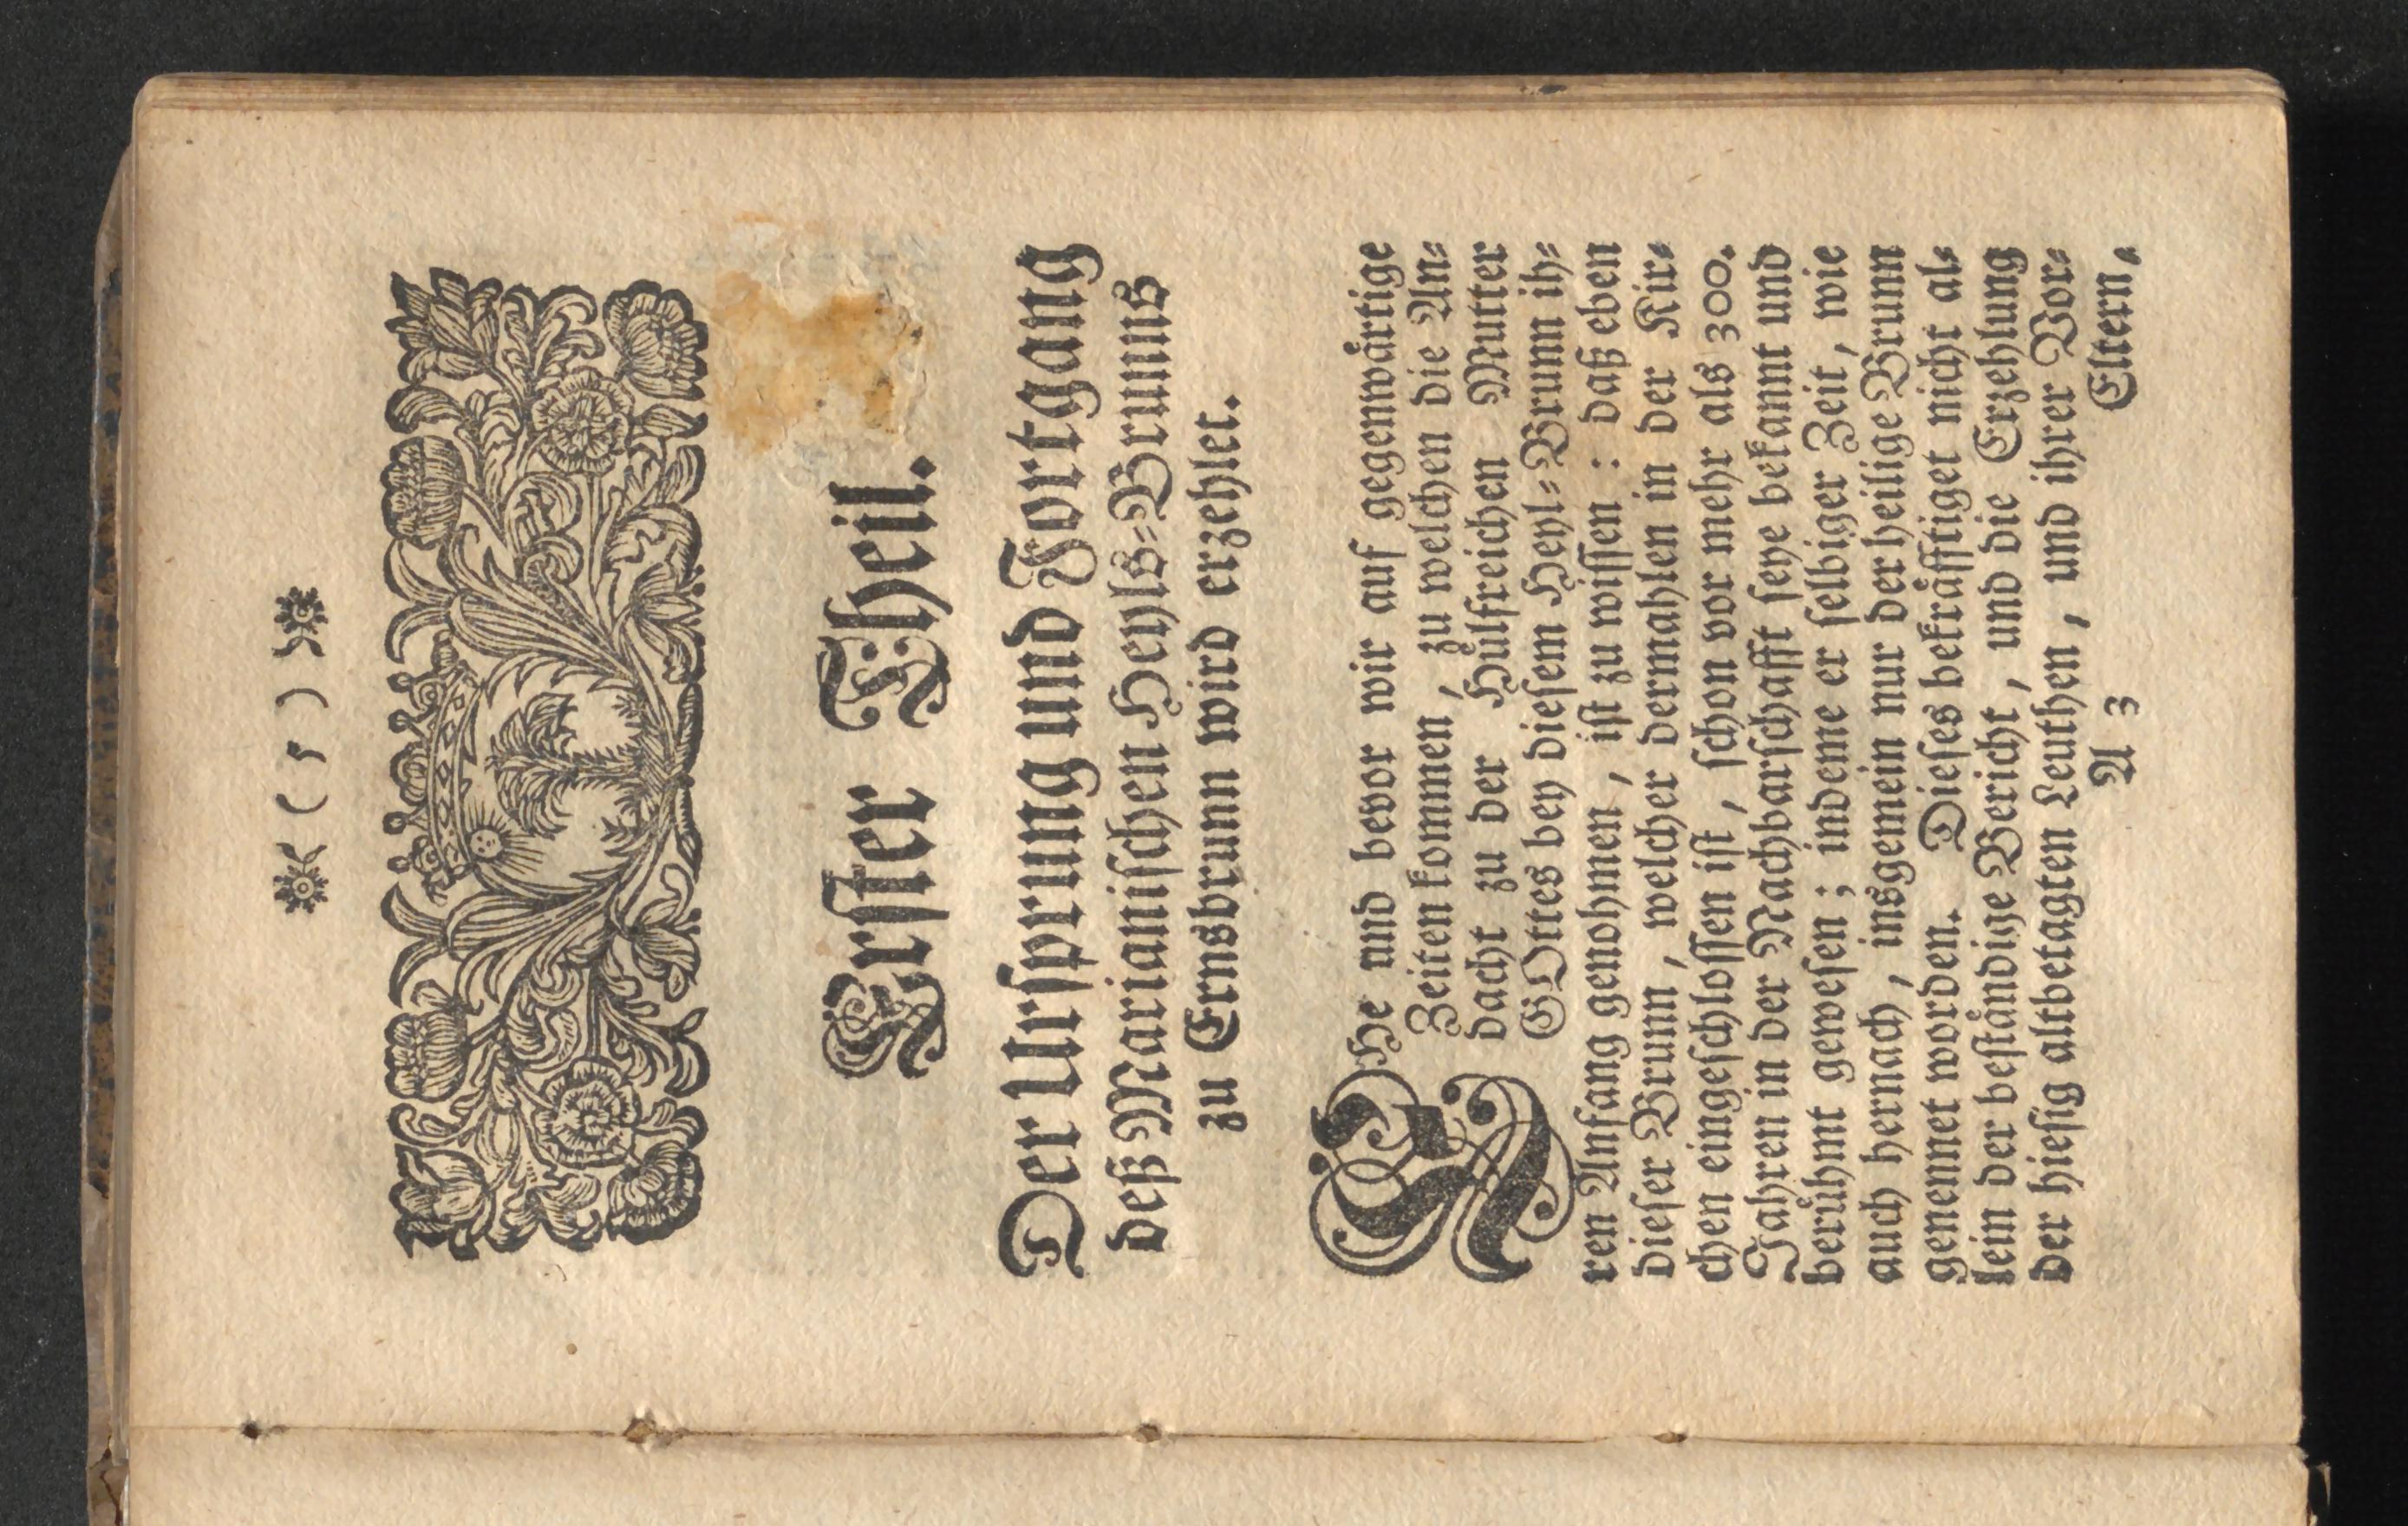 ( 5 )
Erster Theil.
Der Ursprung und Fortgang
deß Marianischen Heyls-Brunns
zu Ernsbrunn wird erzehlet.
EHe und bevor wir auf gegenwärtige
Zeiten kommen, zu welchen die An-
dacht zu der Hülfreichen Mutter
GOttes bey diesem Heyl-Brunn ih-
ren Anfang genohmen, ist zu wissen: daß eben
dieser Brunn, welcher dermahlen in der Kir-
chen eingeschlossen ist, schon vor mehr als 300.
Jahren in der Nachbarschafft seye bekannt und
berühmt gewesen; indeme er selbiger Zeit, wie
auch hernach, insgemein nur der heilige Brunn
genennet worden. Dieses bekräfftiget nicht al-
lein der beständige Bericht, und die Erzehlung
der hiesig altbetagten Leuthen, und ihrer Vor-
A 3 Eltern,